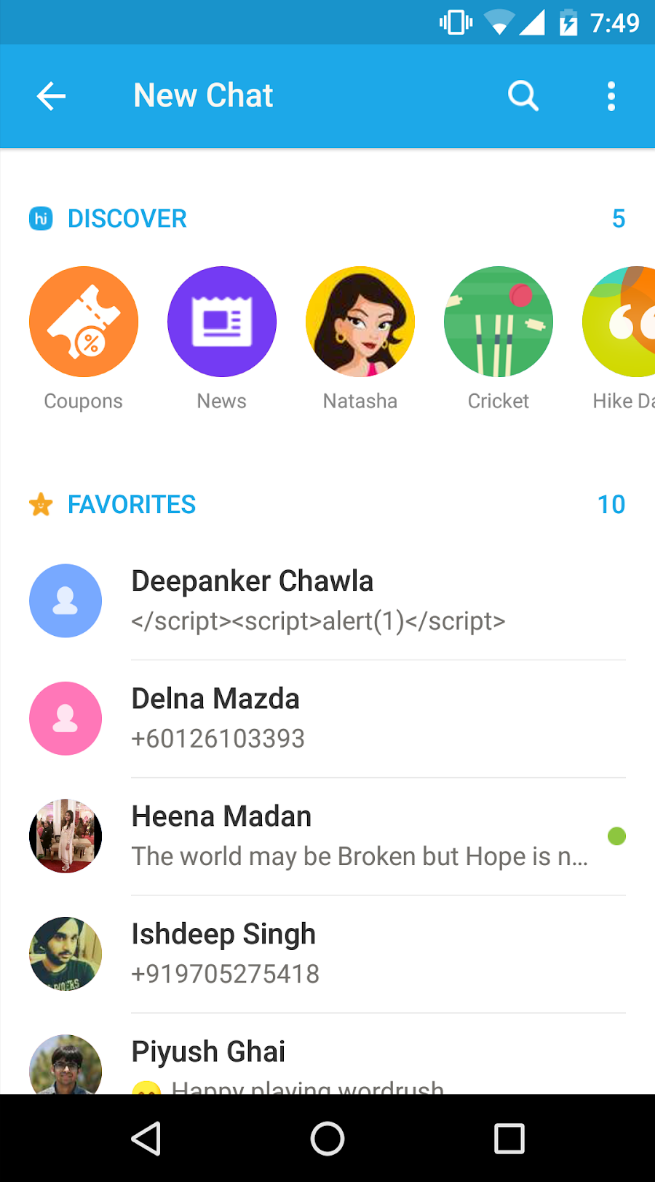 7:49
New Chat
hi DISCOVER 5
Coupons News Natasha Cricket Hike Da
FAVORITES 10
Deepanker Chawla
</script><script>alert(1)</script>
Delna Mazda
+60126103393
Heena Madan
The world may be Broken but Hope is n...
Ishdeep Singh
+919705275418
Piyush Ghai
Happy playing wordrush